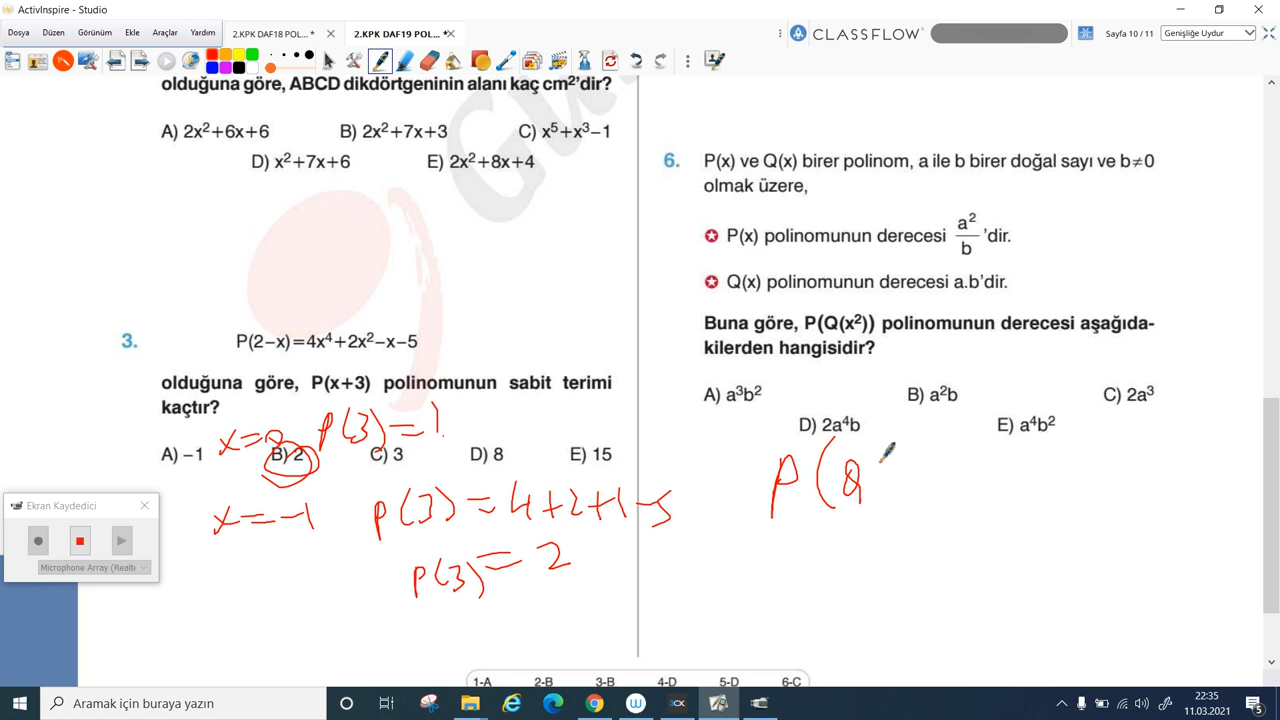 ActivInspire - Studio
Dosya Düzen Görünüm Ekle Araçlar Yardım
2.KPK DAF18 POL... *
2.KPK DAF19 POL... *
CLASSFLOW
Sayfa 10 / 11
Genişliğe Uydur
olduğuna göre, ABCD dikdörtgeninin alanı kaç cm²'dir?
A) 2x²+6x+6 B) 2x²+7x+3 C) x⁵+x³−1
D) x²+7x+6 E) 2x²+8x+4
3. P(2−x)=4x⁴+2x²−x−5
olduğuna göre, P(x+3) polinomunun sabit terimi
kaçtır?
A) −1 B) 2 C) 3 D) 8 E) 15
P(3)=
x=-1 P(3)=4+2+1-5
P(3)=2
6. P(x) ve Q(x) birer polinom, a ile b birer doğal sayı ve b≠0
olmak üzere,
P(x) polinomunun derecesi a²/b 'dir.
Q(x) polinomunun derecesi a.b'dir.
Buna göre, P(Q(x²)) polinomunun derecesi aşağıda-
kilerden hangisidir?
A) a³b² B) a²b C) 2a³
D) 2a⁴b E) a⁴b²
P(Q
Ekran Kaydedici
Microphone Array (Realt
1-A 2-B 3-B 4-D 5-D 6-C
Aramak için buraya yazın
22:35
11.03.2021
5